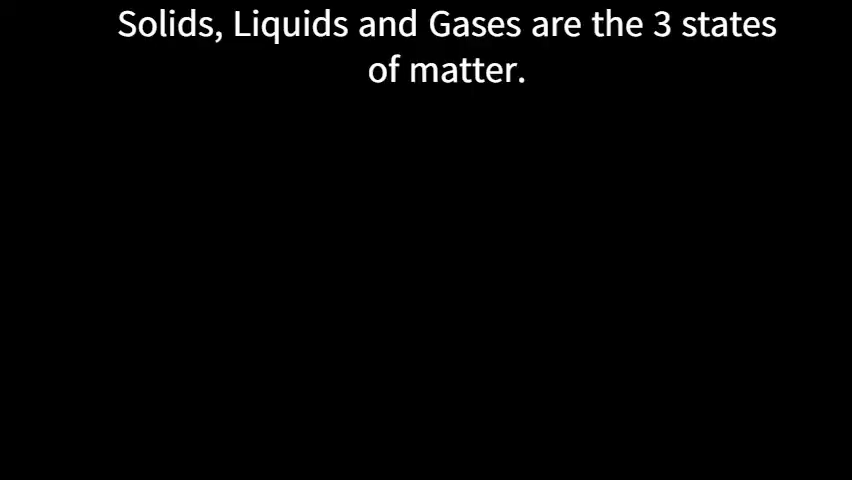 Solids, Liquids and Gases are the 3 states
of matter.